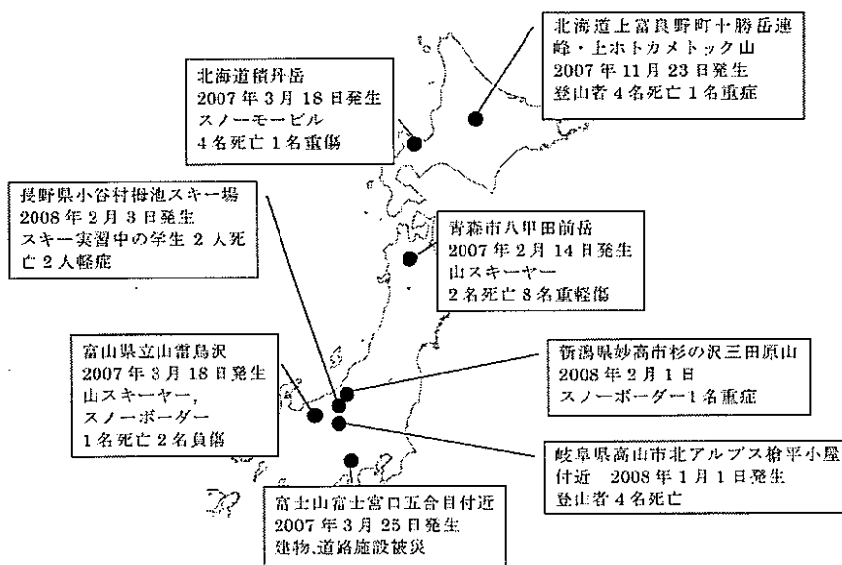 北海道上富良野町十勝岳連
峰・上ホトカメトック山
2007年11月23日発生
登山者4名死亡1名重症
北海道積丹岳
2007年3月18日発生
スノーモービル
4名死亡1名重傷
長野県小谷村栂池スキー場
2008年2月3日発生
スキー実習中の学生2人死
亡2人軽症
青森市八甲田前岳
2007年2月14日発生
山スキーヤー
2名死亡8名重軽傷
富山県立山雷鳥沢
2007年3月18日発生
山スキーヤー,
スノーボーダー
1名死亡2名負傷
新潟県妙高市杉の沢三田原山
2008年2月1日
スノーボーダー1名重症
岐阜県高山市北アルプス槍平小屋
付近 2008年1月1日発生
登山者4名死亡
富士山富士宮口五合目付近
2007年3月25日発生
建物、道路施設被災